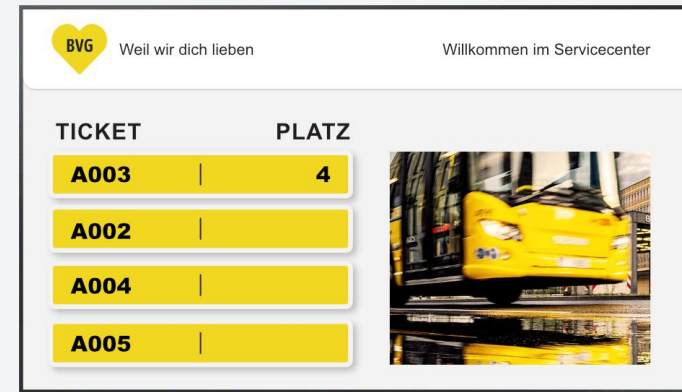 BVG Weil wir dich lieben Willkommen im Servicecenter
TICKET PLATZ
A003 | 4
A002 |
A004 |
A005 |